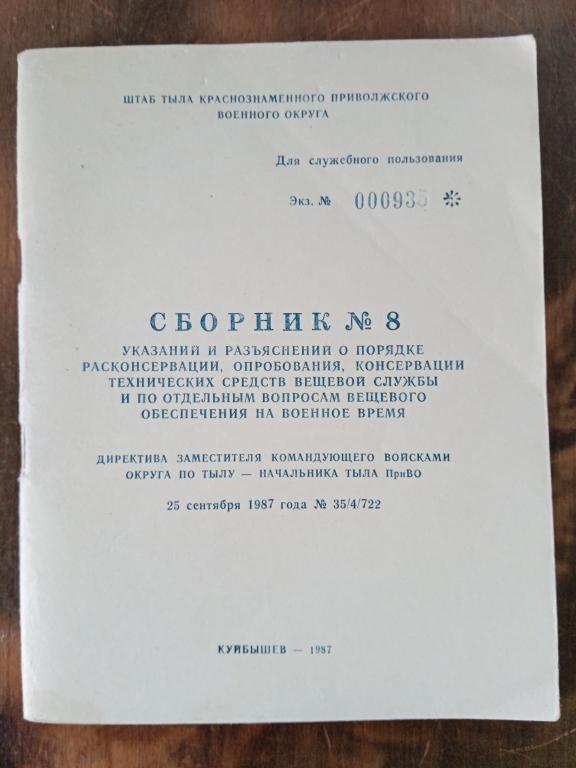 ШТАБ ТЫЛА КРАСНОЗНАМЕННОГО ПРИВОЛЖСКОГО
ВОЕННОГО ОКРУГА
Для служебного пользования
Экз. № 000935 *
СБОРНИК № 8
УКАЗАНИЙ И РАЗЪЯСНЕНИЙ О ПОРЯДКЕ
РАСКОНСЕРВАЦИИ, ОПРОБОВАНИЯ, КОНСЕРВАЦИИ
ТЕХНИЧЕСКИХ СРЕДСТВ ВЕЩЕВОЙ СЛУЖБЫ
И ПО ОТДЕЛЬНЫМ ВОПРОСАМ ВЕЩЕВОГО
ОБЕСПЕЧЕНИЯ НА ВОЕННОЕ ВРЕМЯ
ДИРЕКТИВА ЗАМЕСТИТЕЛЯ КОМАНДУЮЩЕГО ВОЙСКАМИ
ОКРУГА ПО ТЫЛУ — НАЧАЛЬНИКА ТЫЛА ПриВО
25 сентября 1987 года № 35/4/722
КУЙБЫШЕВ — 1987